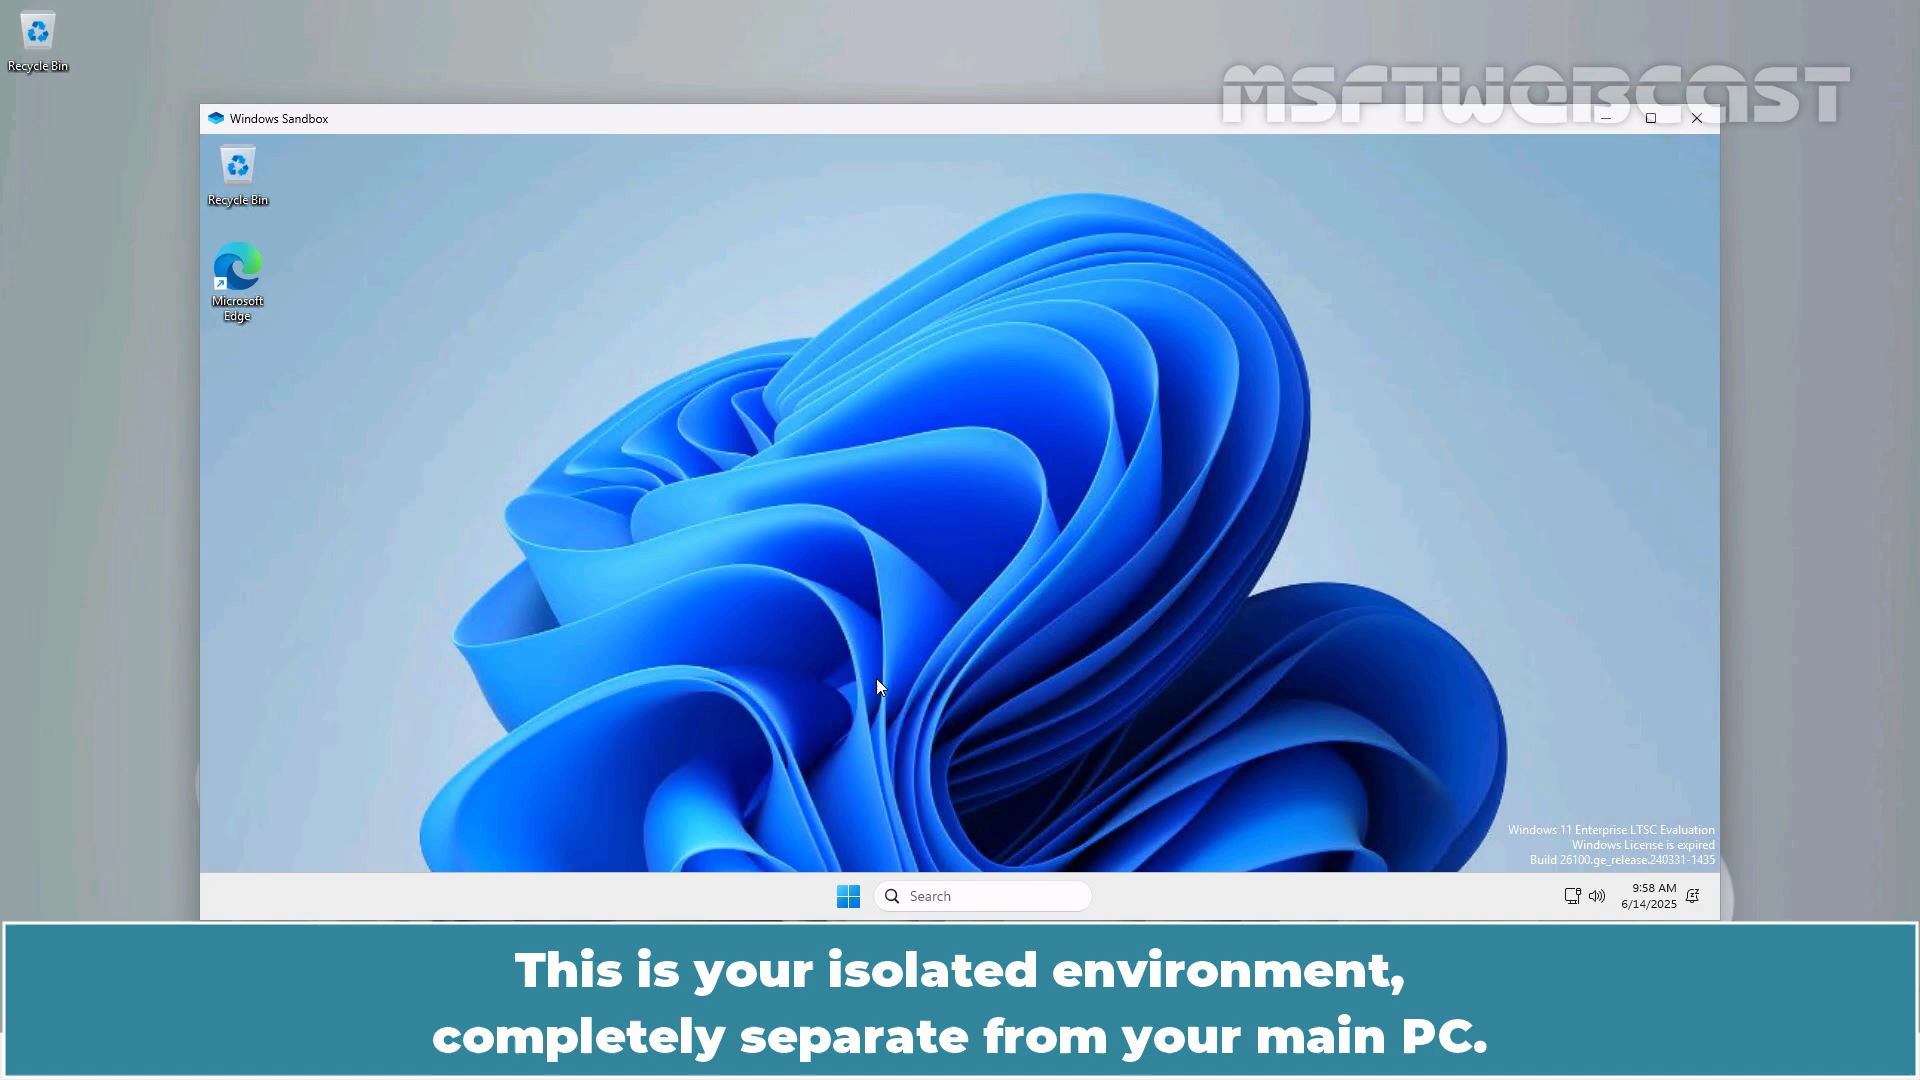 Recycle Bin
MSFTWEBCAST
Windows Sandbox
Recycle Bin
Microsoft
Edge
Windows 11 Enterprise LTSC Evaluation
Windows License is expired
Build 26100.ge_release.240331-1435
Search
9:58 AM
6/14/2025
This is your isolated environment,
completely separate from your main PC.